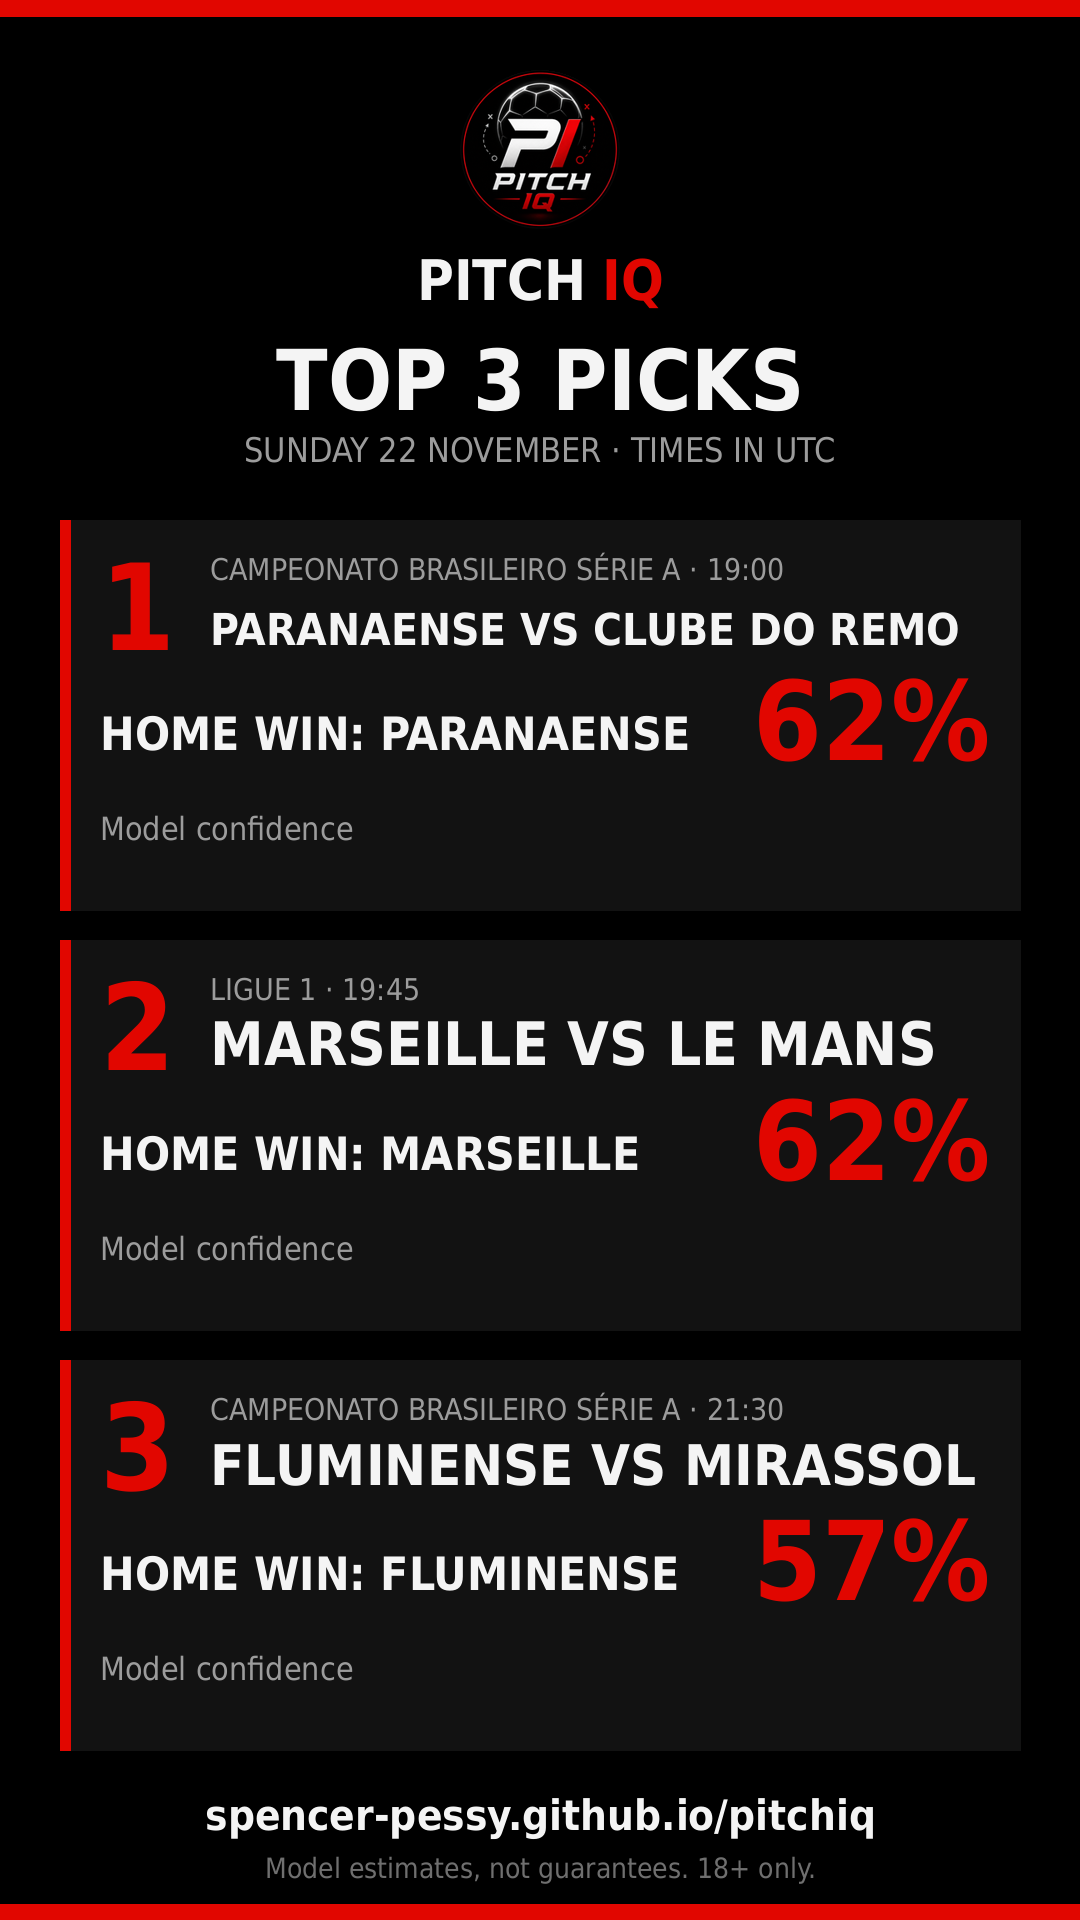 PI
PITCH
IQ
PITCH IQ
TOP 3 PICKS
SUNDAY 22 NOVEMBER · TIMES IN UTC
1
CAMPEONATO BRASILEIRO SÉRIE A · 19:00
PARANAENSE VS CLUBE DO REMO
HOME WIN: PARANAENSE 62%
Model confidence
2
LIGUE 1 · 19:45
MARSEILLE VS LE MANS
HOME WIN: MARSEILLE 62%
Model confidence
3
CAMPEONATO BRASILEIRO SÉRIE A · 21:30
FLUMINENSE VS MIRASSOL
HOME WIN: FLUMINENSE 57%
Model confidence
spencer-pessy.github.io/pitchiq
Model estimates, not guarantees. 18+ only.